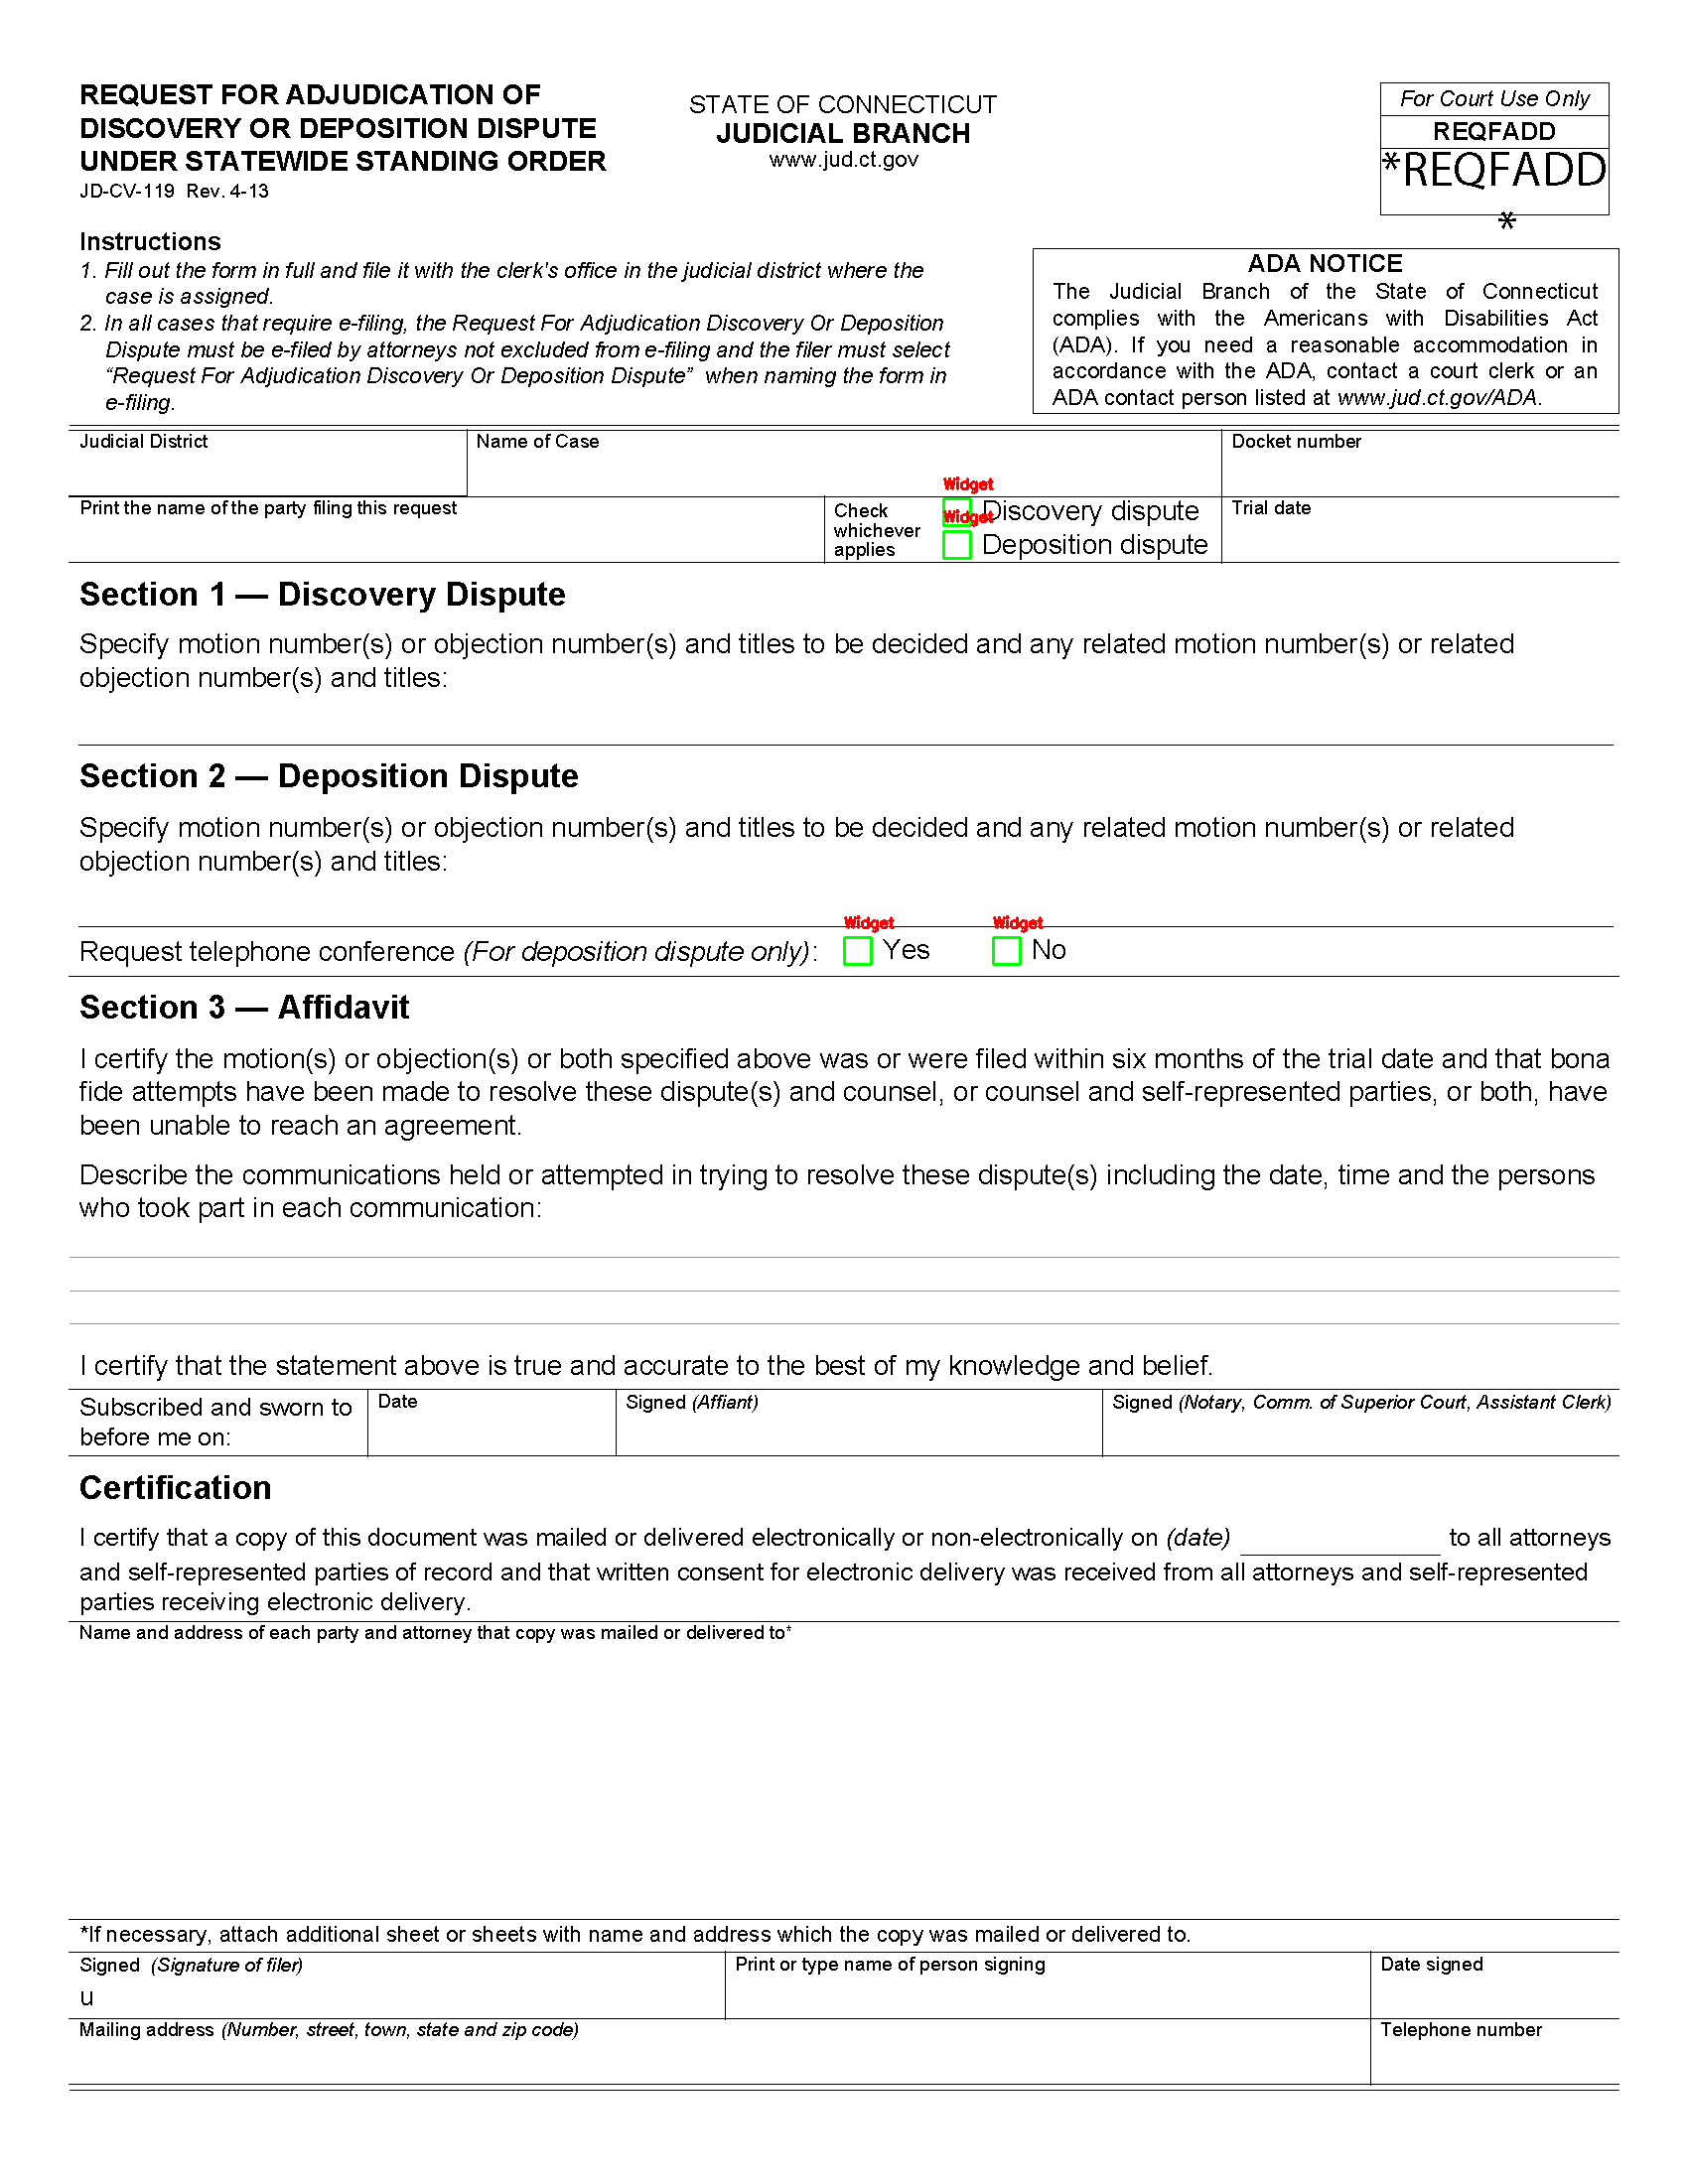 REQUEST FOR ADJUDICATION OF
DISCOVERY OR DEPOSITION DISPUTE
UNDER STATEWIDE STANDING ORDER
JD-CV-119 Rev. 4-13
STATE OF CONNECTICUT
JUDICIAL BRANCH
www.jud.ct.gov
For Court Use Only
REQFADD
*REQFADD
*
Instructions
1. Fill out the form in full and file it with the clerk's office in the judicial district where the
case is assigned.
2. In all cases that require e-filing, the Request For Adjudication Discovery Or Deposition
Dispute must be e-filed by attorneys not excluded from e-filing and the filer must select
“Request For Adjudication Discovery Or Deposition Dispute” when naming the form in
e-filing.
ADA NOTICE
The Judicial Branch of the State of Connecticut
complies with the Americans with Disabilities Act
(ADA). If you need a reasonable accommodation in
accordance with the ADA, contact a court clerk or an
ADA contact person listed at www.jud.ct.gov/ADA.
Judicial District
Name of Case
Docket number
Print the name of the party filing this request
Check
whichever
applies
Widget
Discovery dispute
Widget
Deposition dispute
Trial date
Section 1 — Discovery Dispute
Specify motion number(s) or objection number(s) and titles to be decided and any related motion number(s) or related
objection number(s) and titles:
Section 2 — Deposition Dispute
Specify motion number(s) or objection number(s) and titles to be decided and any related motion number(s) or related
objection number(s) and titles:
Widget Widget
Request telephone conference (For deposition dispute only): Yes No
Section 3 — Affidavit
I certify the motion(s) or objection(s) or both specified above was or were filed within six months of the trial date and that bona
fide attempts have been made to resolve these dispute(s) and counsel, or counsel and self-represented parties, or both, have
been unable to reach an agreement.
Describe the communications held or attempted in trying to resolve these dispute(s) including the date, time and the persons
who took part in each communication:
I certify that the statement above is true and accurate to the best of my knowledge and belief.
Subscribed and sworn to
before me on:
Date
Signed (Affiant)
Signed (Notary, Comm. of Superior Court, Assistant Clerk)
Certification
I certify that a copy of this document was mailed or delivered electronically or non-electronically on (date) to all attorneys
and self-represented parties of record and that written consent for electronic delivery was received from all attorneys and self-represented
parties receiving electronic delivery.
Name and address of each party and attorney that copy was mailed or delivered to*
*If necessary, attach additional sheet or sheets with name and address which the copy was mailed or delivered to.
Signed (Signature of filer)
u
Print or type name of person signing
Date signed
Mailing address (Number, street, town, state and zip code)
Telephone number